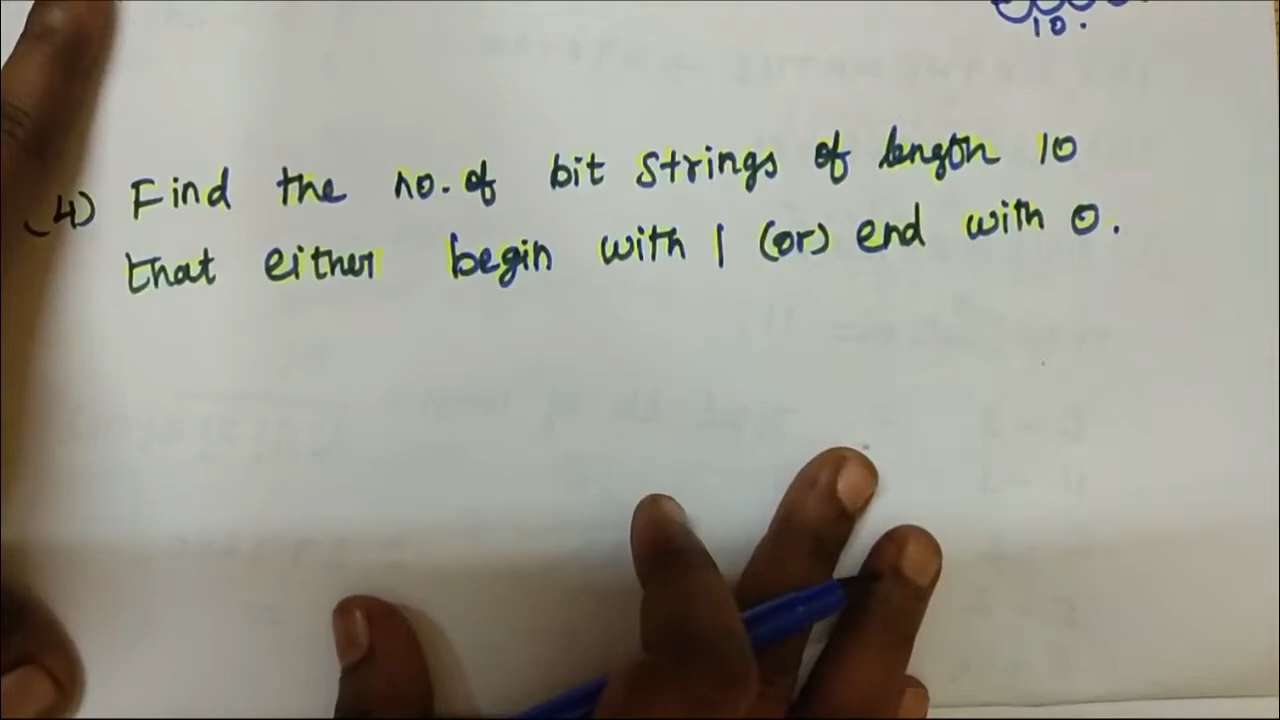 10.
4) Find the no. of bit strings of length 10
that either begin with 1 (or) end with 0.